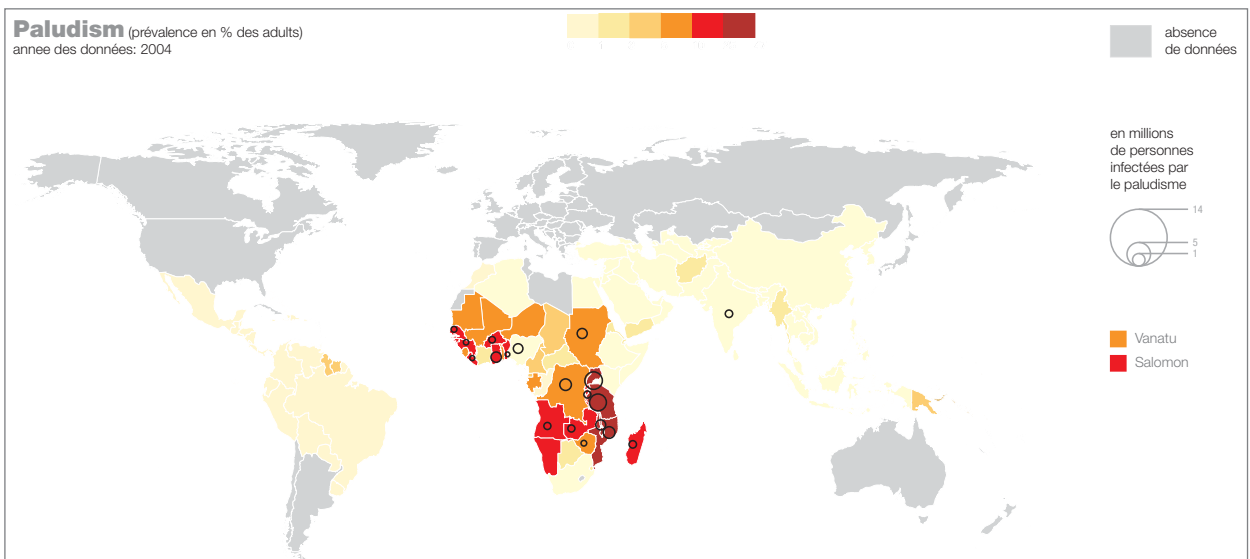 Paludism (prévalence en % des adults)
annee des données: 2004
absence
de données
en millions
de personnes
infectées par
le paludisme
14
5
1
Vanatu
Salomon